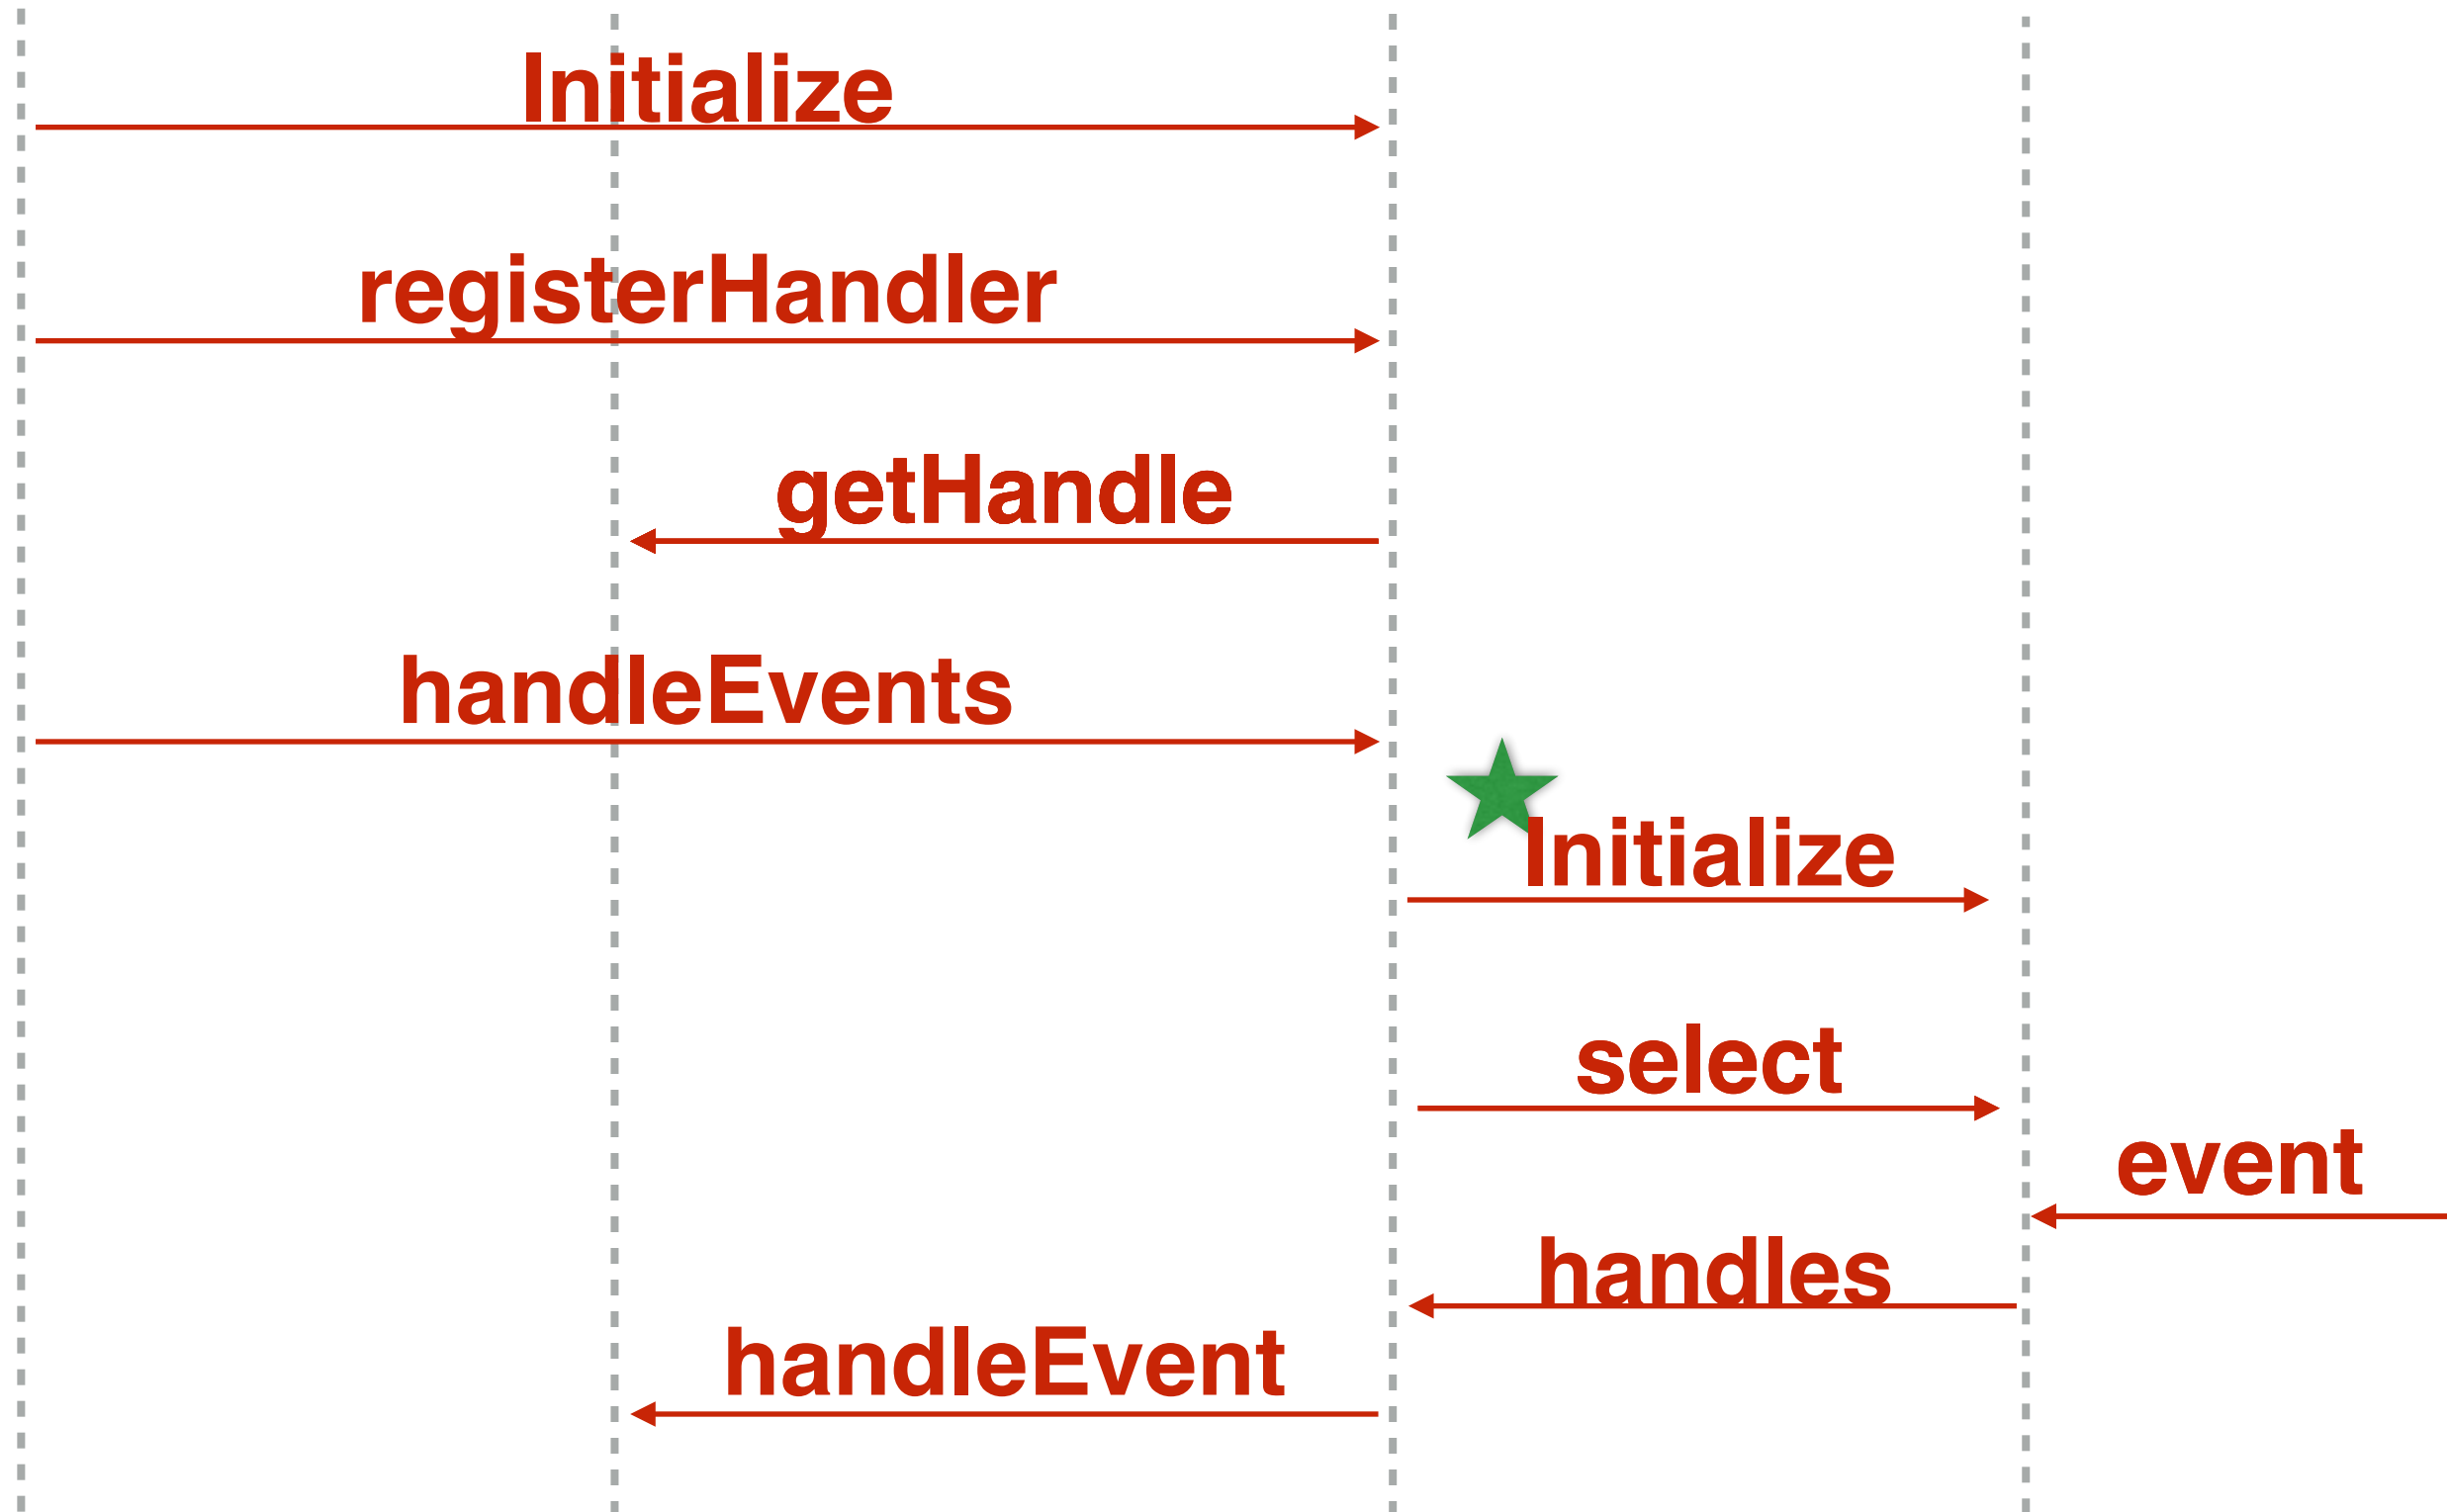 Initialize
registerHandler
getHandle
handleEvents
Initialize
select
event
handles
handleEvent